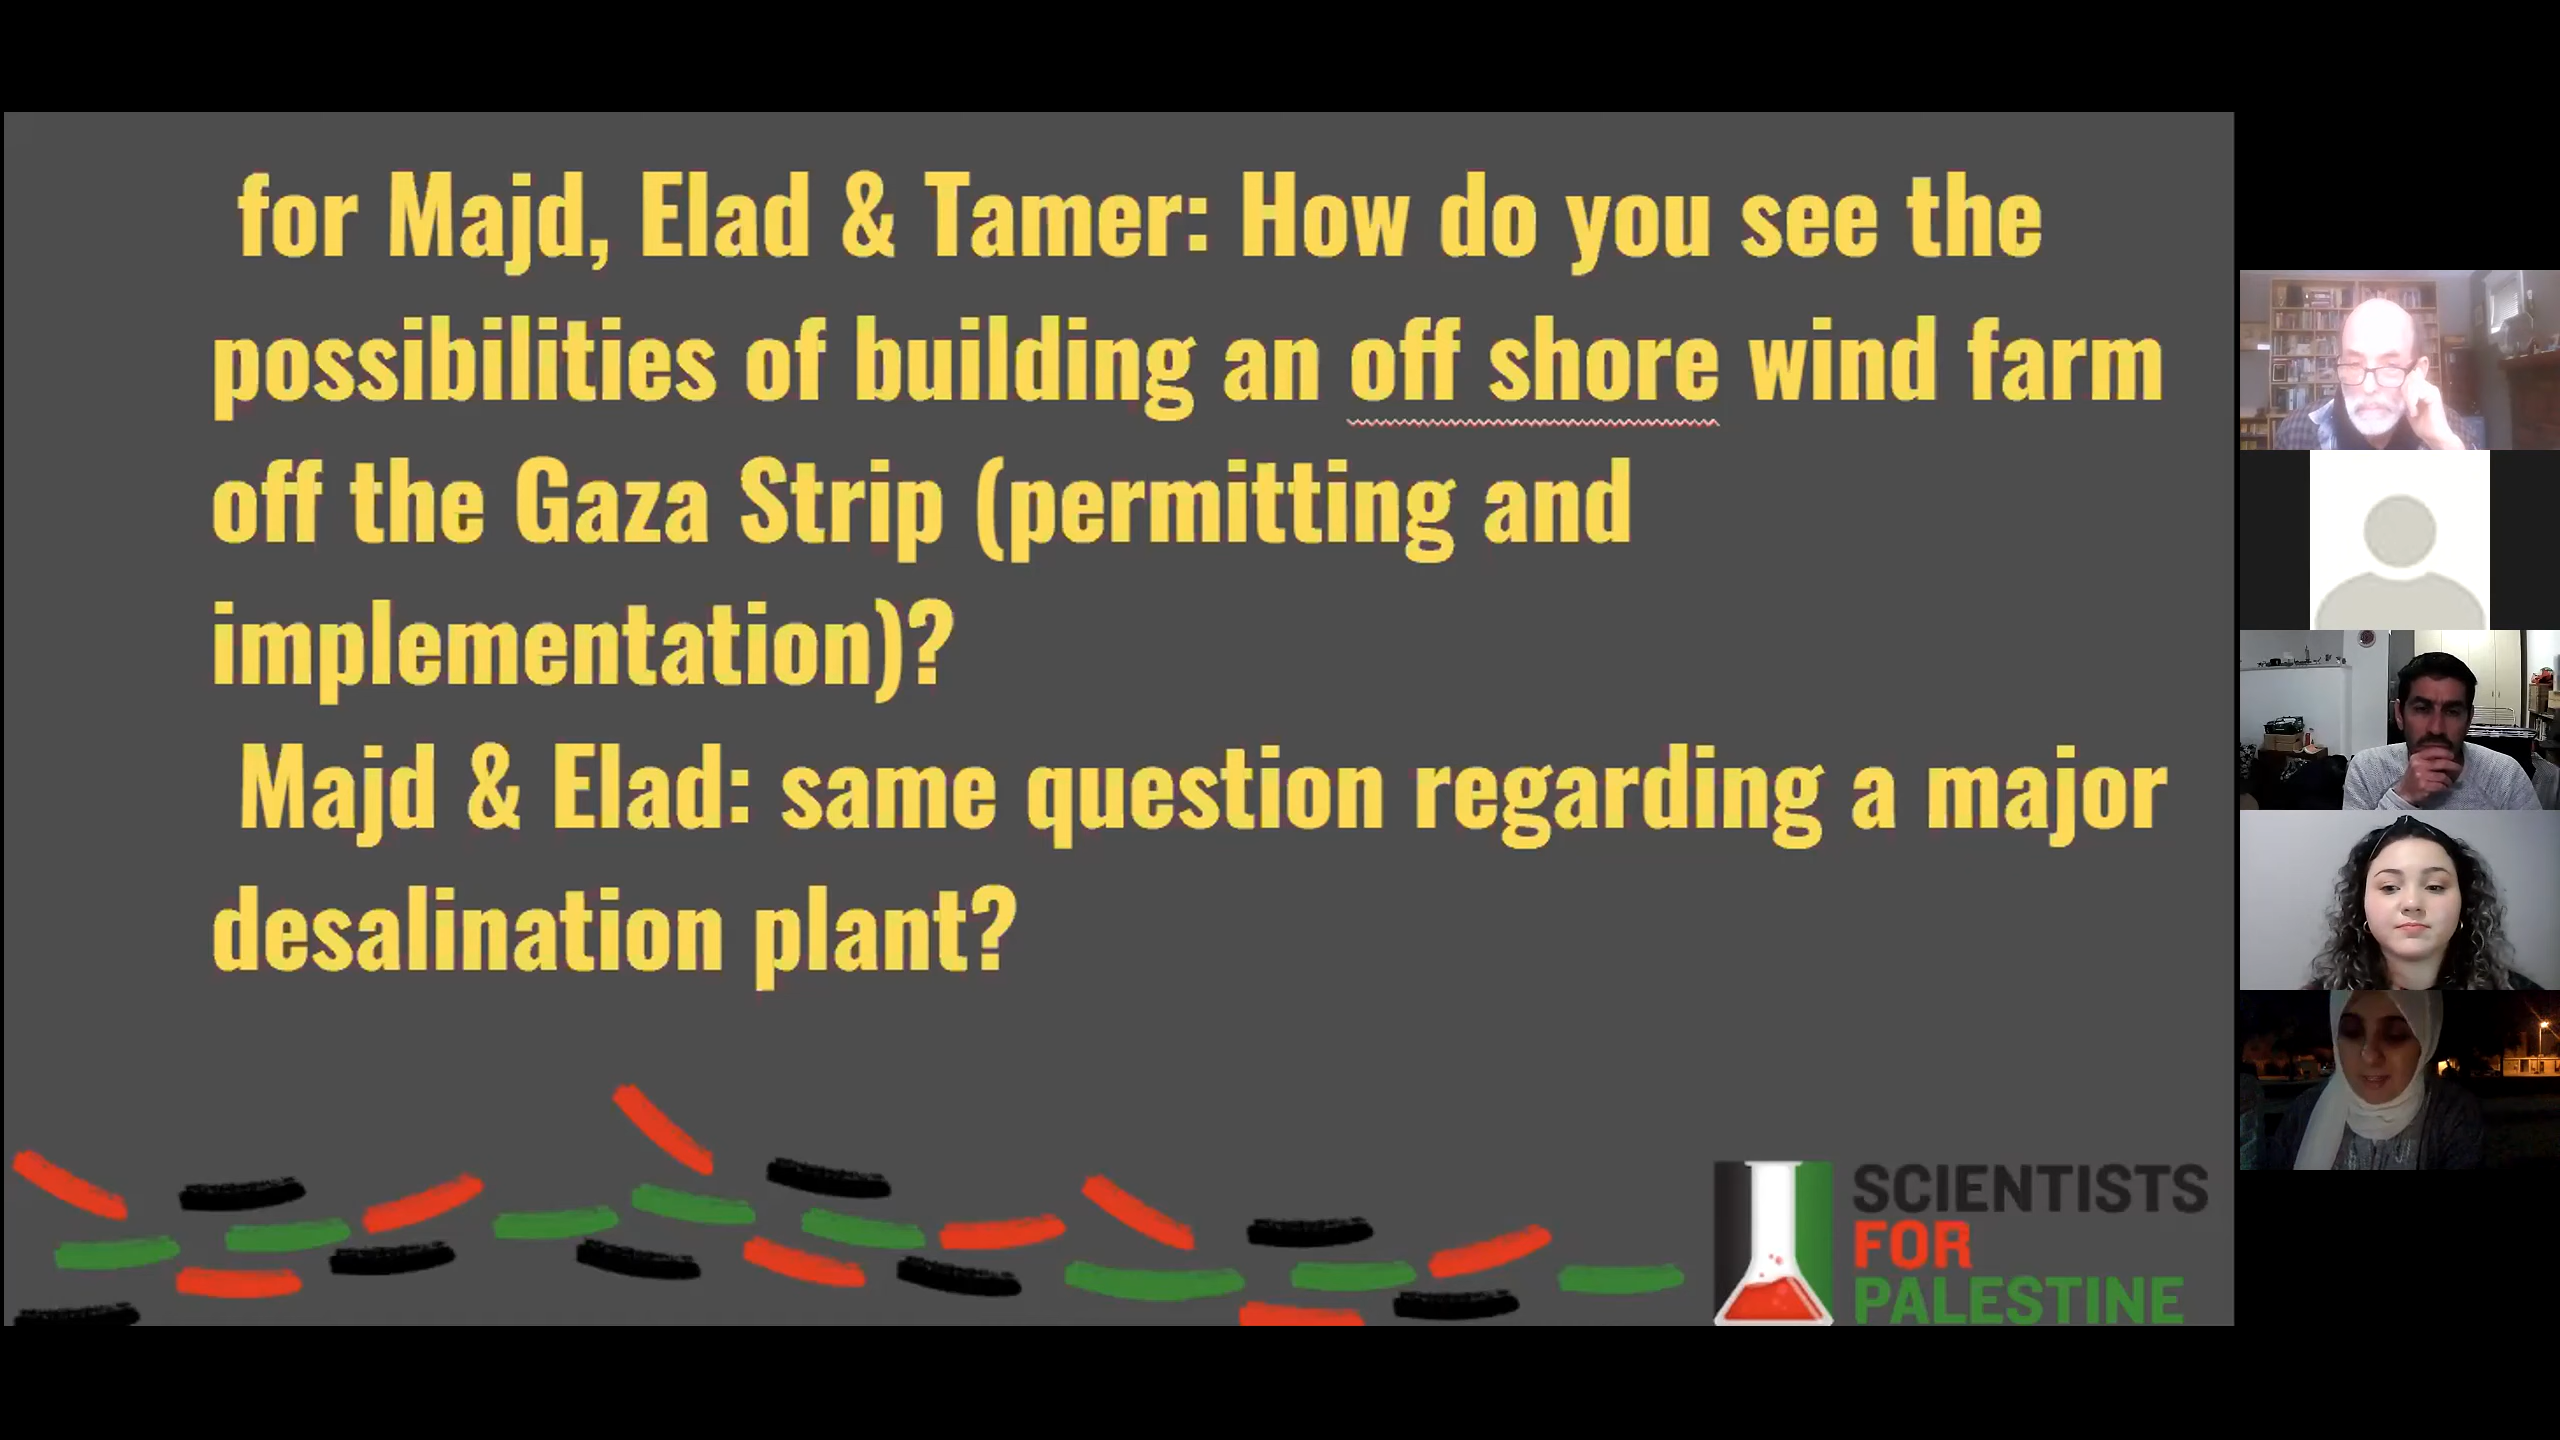 for Majd, Elad & Tamer: How do you see the
possibilities of building an off shore wind farm
off the Gaza Strip (permitting and
implementation)?
Majd & Elad: same question regarding a major
desalination plant?
SCIENTISTS
FOR
PALESTINE